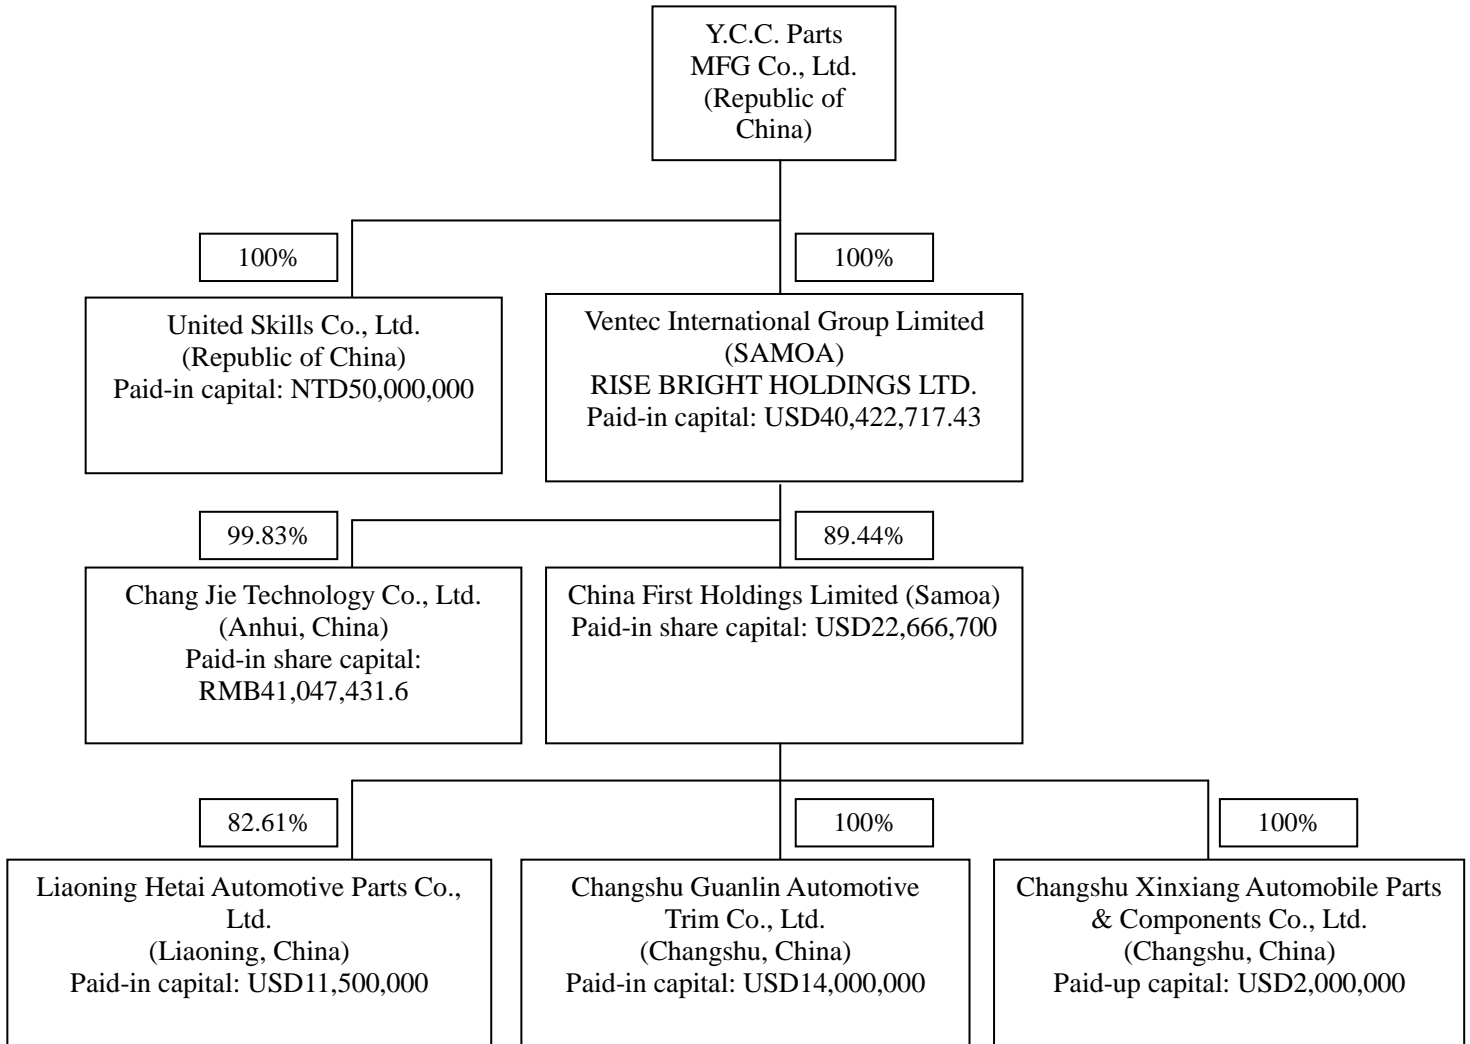 Y.C.C. Parts
MFG Co., Ltd.
(Republic of
China)
100%
100%
United Skills Co., Ltd.
(Republic of China)
Paid-in capital: NTD50,000,000
Ventec International Group Limited
(SAMOA)
RISE BRIGHT HOLDINGS LTD.
Paid-in capital: USD40,422,717.43
99.83%
89.44%
Chang Jie Technology Co., Ltd.
(Anhui, China)
Paid-in share capital:
RMB41,047,431.6
China First Holdings Limited (Samoa)
Paid-in share capital: USD22,666,700
82.61%
100%
100%
Liaoning Hetai Automotive Parts Co.,
Ltd.
(Liaoning, China)
Paid-in capital: USD11,500,000
Changshu Guanlin Automotive
Trim Co., Ltd.
(Changshu, China)
Paid-in capital: USD14,000,000
Changshu Xinxiang Automobile Parts
& Components Co., Ltd.
(Changshu, China)
Paid-up capital: USD2,000,000